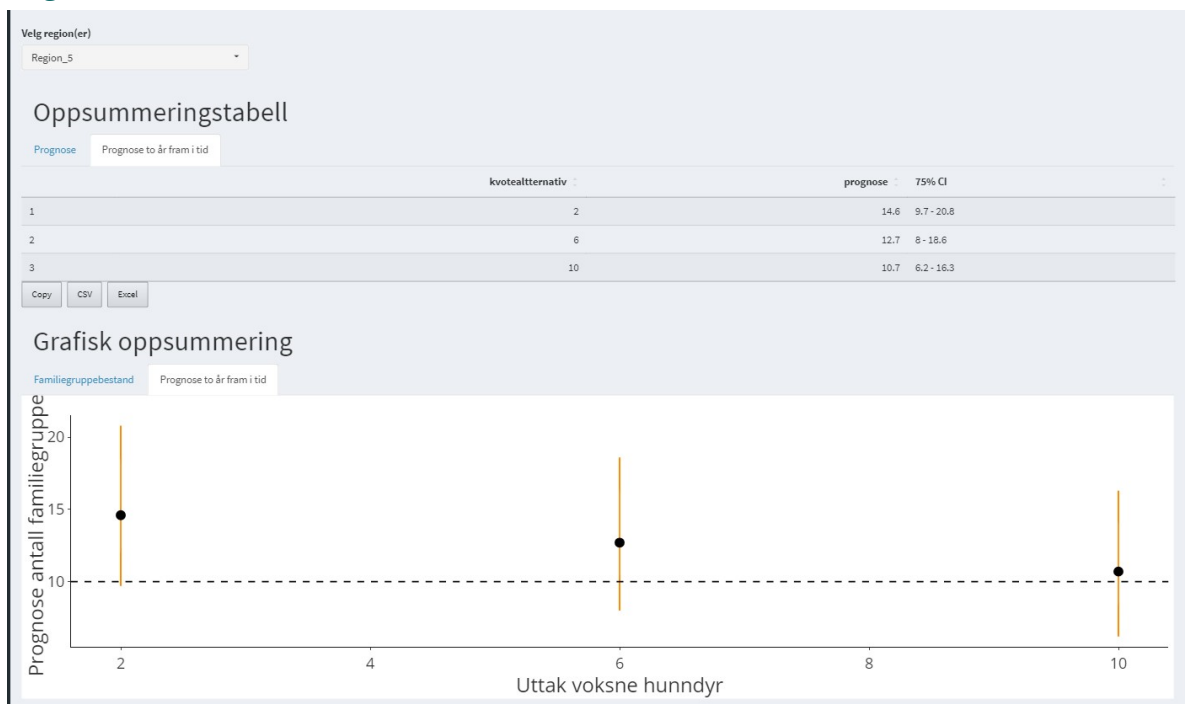 Velg region(er)
Region_5
Oppsummeringstabell
Prognose Prognose to år fram i tid
kvotealtternativ prognose 75% CI
1 2 14.6 9.7 - 20.8
2 6 12.7 8 - 18.6
3 10 10.7 6.2 - 16.3
Copy CSV Excel
Grafisk oppsummering
Familiegruppebestand Prognose to år fram i tid
Prognose antall familiegruppe
20
15
10
2 4 6 8 10
Uttak voksne hunndyr